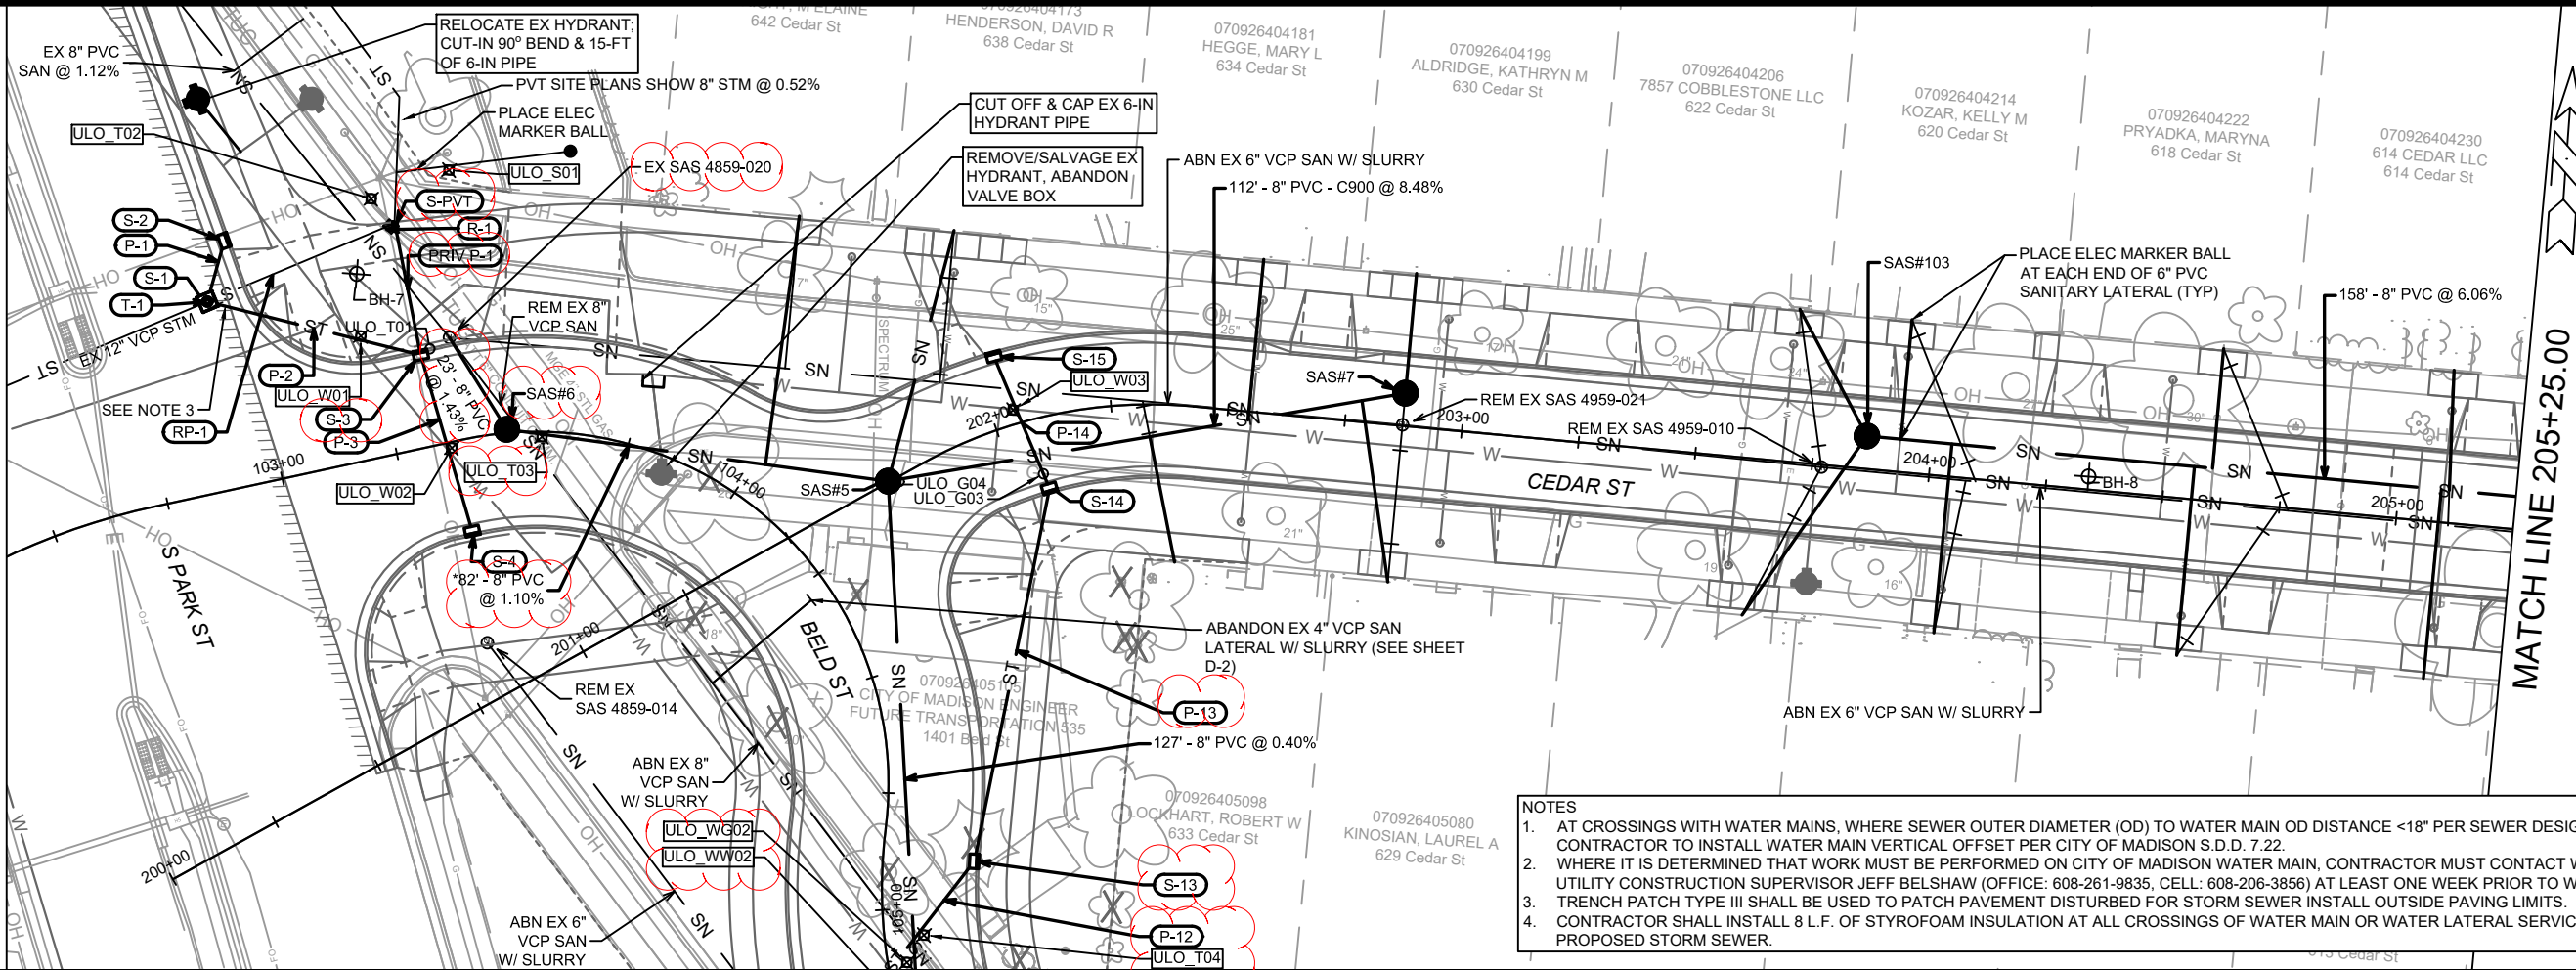 642 Cedar St
070926404173
HENDERSON, DAVID R
638 Cedar St
070926404181
HEGGE, MARY L
634 Cedar St
070926404199
ALDRIDGE, KATHRYN M
630 Cedar St
070926404206
7857 COBBLESTONE LLC
622 Cedar St
070926404214
KOZAR, KELLY M
620 Cedar St
070926404222
PRYADKA, MARYNA
618 Cedar St
070926404230
614 CEDAR LLC
614 Cedar St
EX 8" PVC
SAN @ 1.12%
RELOCATE EX HYDRANT;
CUT-IN 90° BEND & 15-FT
OF 6-IN PIPE
PVT SITE PLANS SHOW 8" STM @ 0.52%
PLACE ELEC
MARKER BALL
ULO_T02
ULO_S01
EX SAS 4859-020
CUT OFF & CAP EX 6-IN
HYDRANT PIPE
REMOVE/SALVAGE EX
HYDRANT, ABANDON
VALVE BOX
ABN EX 6" VCP SAN W/ SLURRY
112' - 8" PVC - C900 @ 8.48%
S-PVT
R-1
PRIV P-1
S-2
P-1
S-1
T-1
BH-7
ULO_T01
REM EX 8"
VCP SAN
EX 12" VCP STM
P-2
ULO_W01
SEE NOTE 3
RP-1
S-3
P-3
23' - 8" PVC
@ 1.43%
SAS#6
SPECTRUM
S-15
ULO_W03
202+00
P-14
SAS#7
REM EX SAS 4959-021
203+00
REM EX SAS 4959-010
SAS#103
PLACE ELEC MARKER BALL
AT EACH END OF 6" PVC
SANITARY LATERAL (TYP)
158' - 8" PVC @ 6.06%
204+00
BH-8
205+00
MATCH LINE 205+25.00
CEDAR ST
103+00
ULO_T03
ULO_W02
104+00
SAS#5
ULO_G04
ULO_G03
S-14
S-4
*82' - 8" PVC
@ 1.10%
S PARK ST
201+00
200+00
BELD ST
REM EX
SAS 4859-014
ABANDON EX 4" VCP SAN
LATERAL W/ SLURRY (SEE SHEET
D-2)
070926405105
CITY OF MADISON ENGINEER
FUTURE TRANSPORTATION 535
1401 Beld St
P-13
127' - 8" PVC @ 0.40%
ABN EX 6" VCP SAN W/ SLURRY
ABN EX 8"
VCP SAN
W/ SLURRY
ULO_WG02
ULO_WW02
ABN EX 6"
VCP SAN
W/ SLURRY
105+00
070926405098
LOCKHART, ROBERT W
633 Cedar St
070926405080
KINOSIAN, LAUREL A
629 Cedar St
S-13
P-12
ULO_T04
NOTES
1. AT CROSSINGS WITH WATER MAINS, WHERE SEWER OUTER DIAMETER (OD) TO WATER MAIN OD DISTANCE <18" PER SEWER DESIG
CONTRACTOR TO INSTALL WATER MAIN VERTICAL OFFSET PER CITY OF MADISON S.D.D. 7.22.
2. WHERE IT IS DETERMINED THAT WORK MUST BE PERFORMED ON CITY OF MADISON WATER MAIN, CONTRACTOR MUST CONTACT W
UTILITY CONSTRUCTION SUPERVISOR JEFF BELSHAW (OFFICE: 608-261-9835, CELL: 608-206-3856) AT LEAST ONE WEEK PRIOR TO W
3. TRENCH PATCH TYPE III SHALL BE USED TO PATCH PAVEMENT DISTURBED FOR STORM SEWER INSTALL OUTSIDE PAVING LIMITS.
4. CONTRACTOR SHALL INSTALL 8 L.F. OF STYROFOAM INSULATION AT ALL CROSSINGS OF WATER MAIN OR WATER LATERAL SERVIC
PROPOSED STORM SEWER.